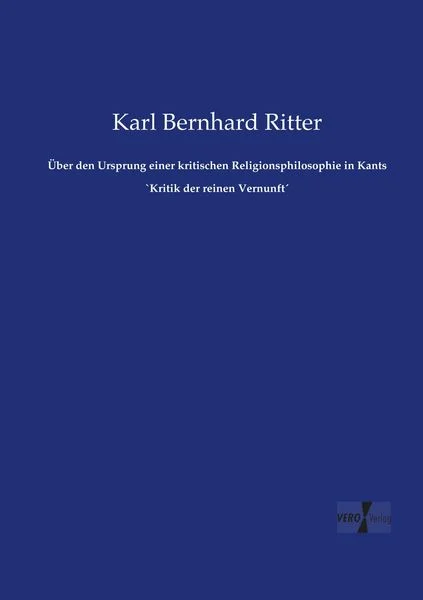 Karl Bernhard Ritter
Über den Ursprung einer kritischen Religionsphilosophie in Kants
`Kritik der reinen Vernunft´
VERO Verlag